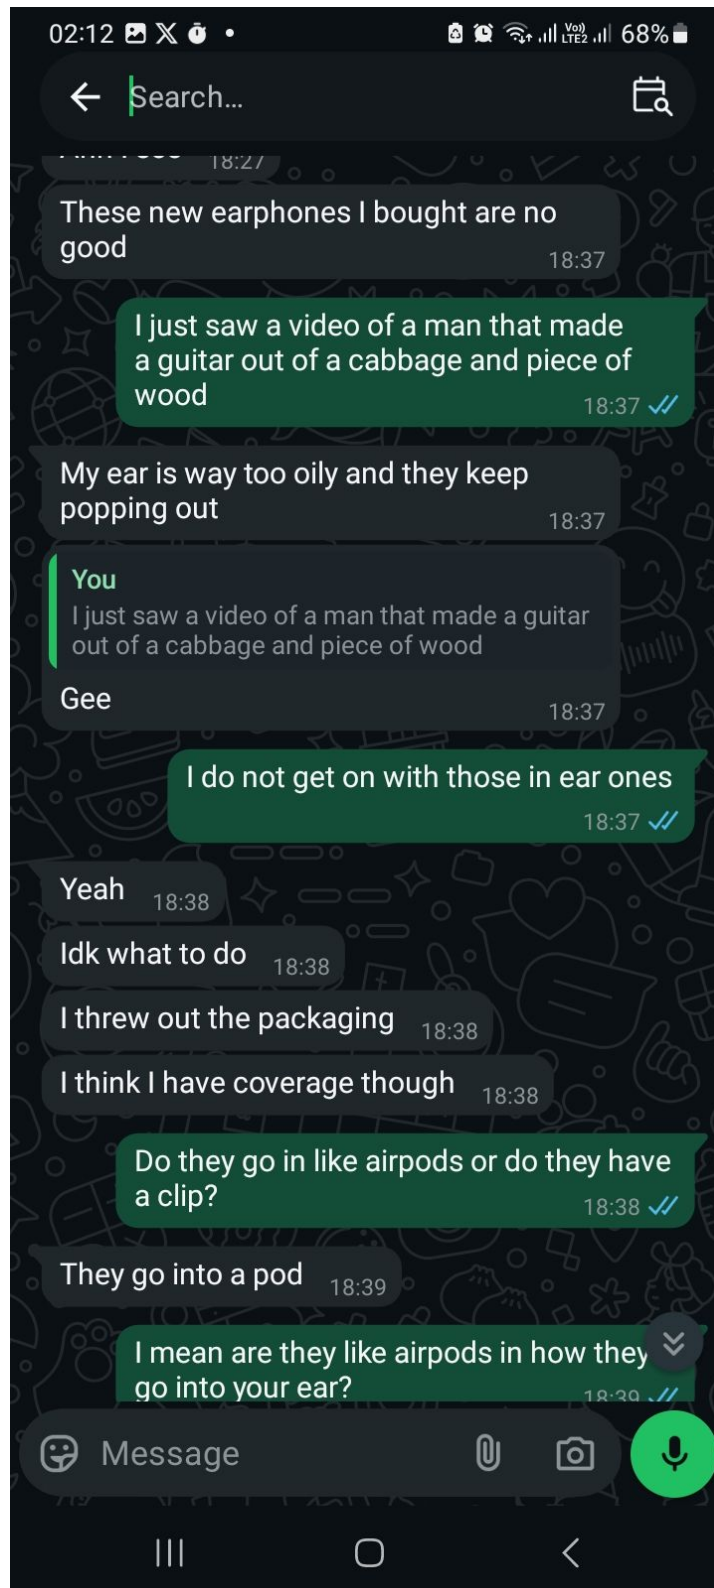 02:12
Vo))
LTE2
68%
Search...
18:27
These new earphones I bought are no
good
18:37
I just saw a video of a man that made
a guitar out of a cabbage and piece of
wood
18:37
My ear is way too oily and they keep
popping out
18:37
You
I just saw a video of a man that made a guitar
out of a cabbage and piece of wood
Gee
18:37
I do not get on with those in ear ones
18:37
Yeah 18:38
Idk what to do 18:38
I threw out the packaging 18:38
I think I have coverage though 18:38
Do they go in like airpods or do they have
a clip?
18:38
They go into a pod 18:39
I mean are they like airpods in how they
go into your ear?
18:39
Message